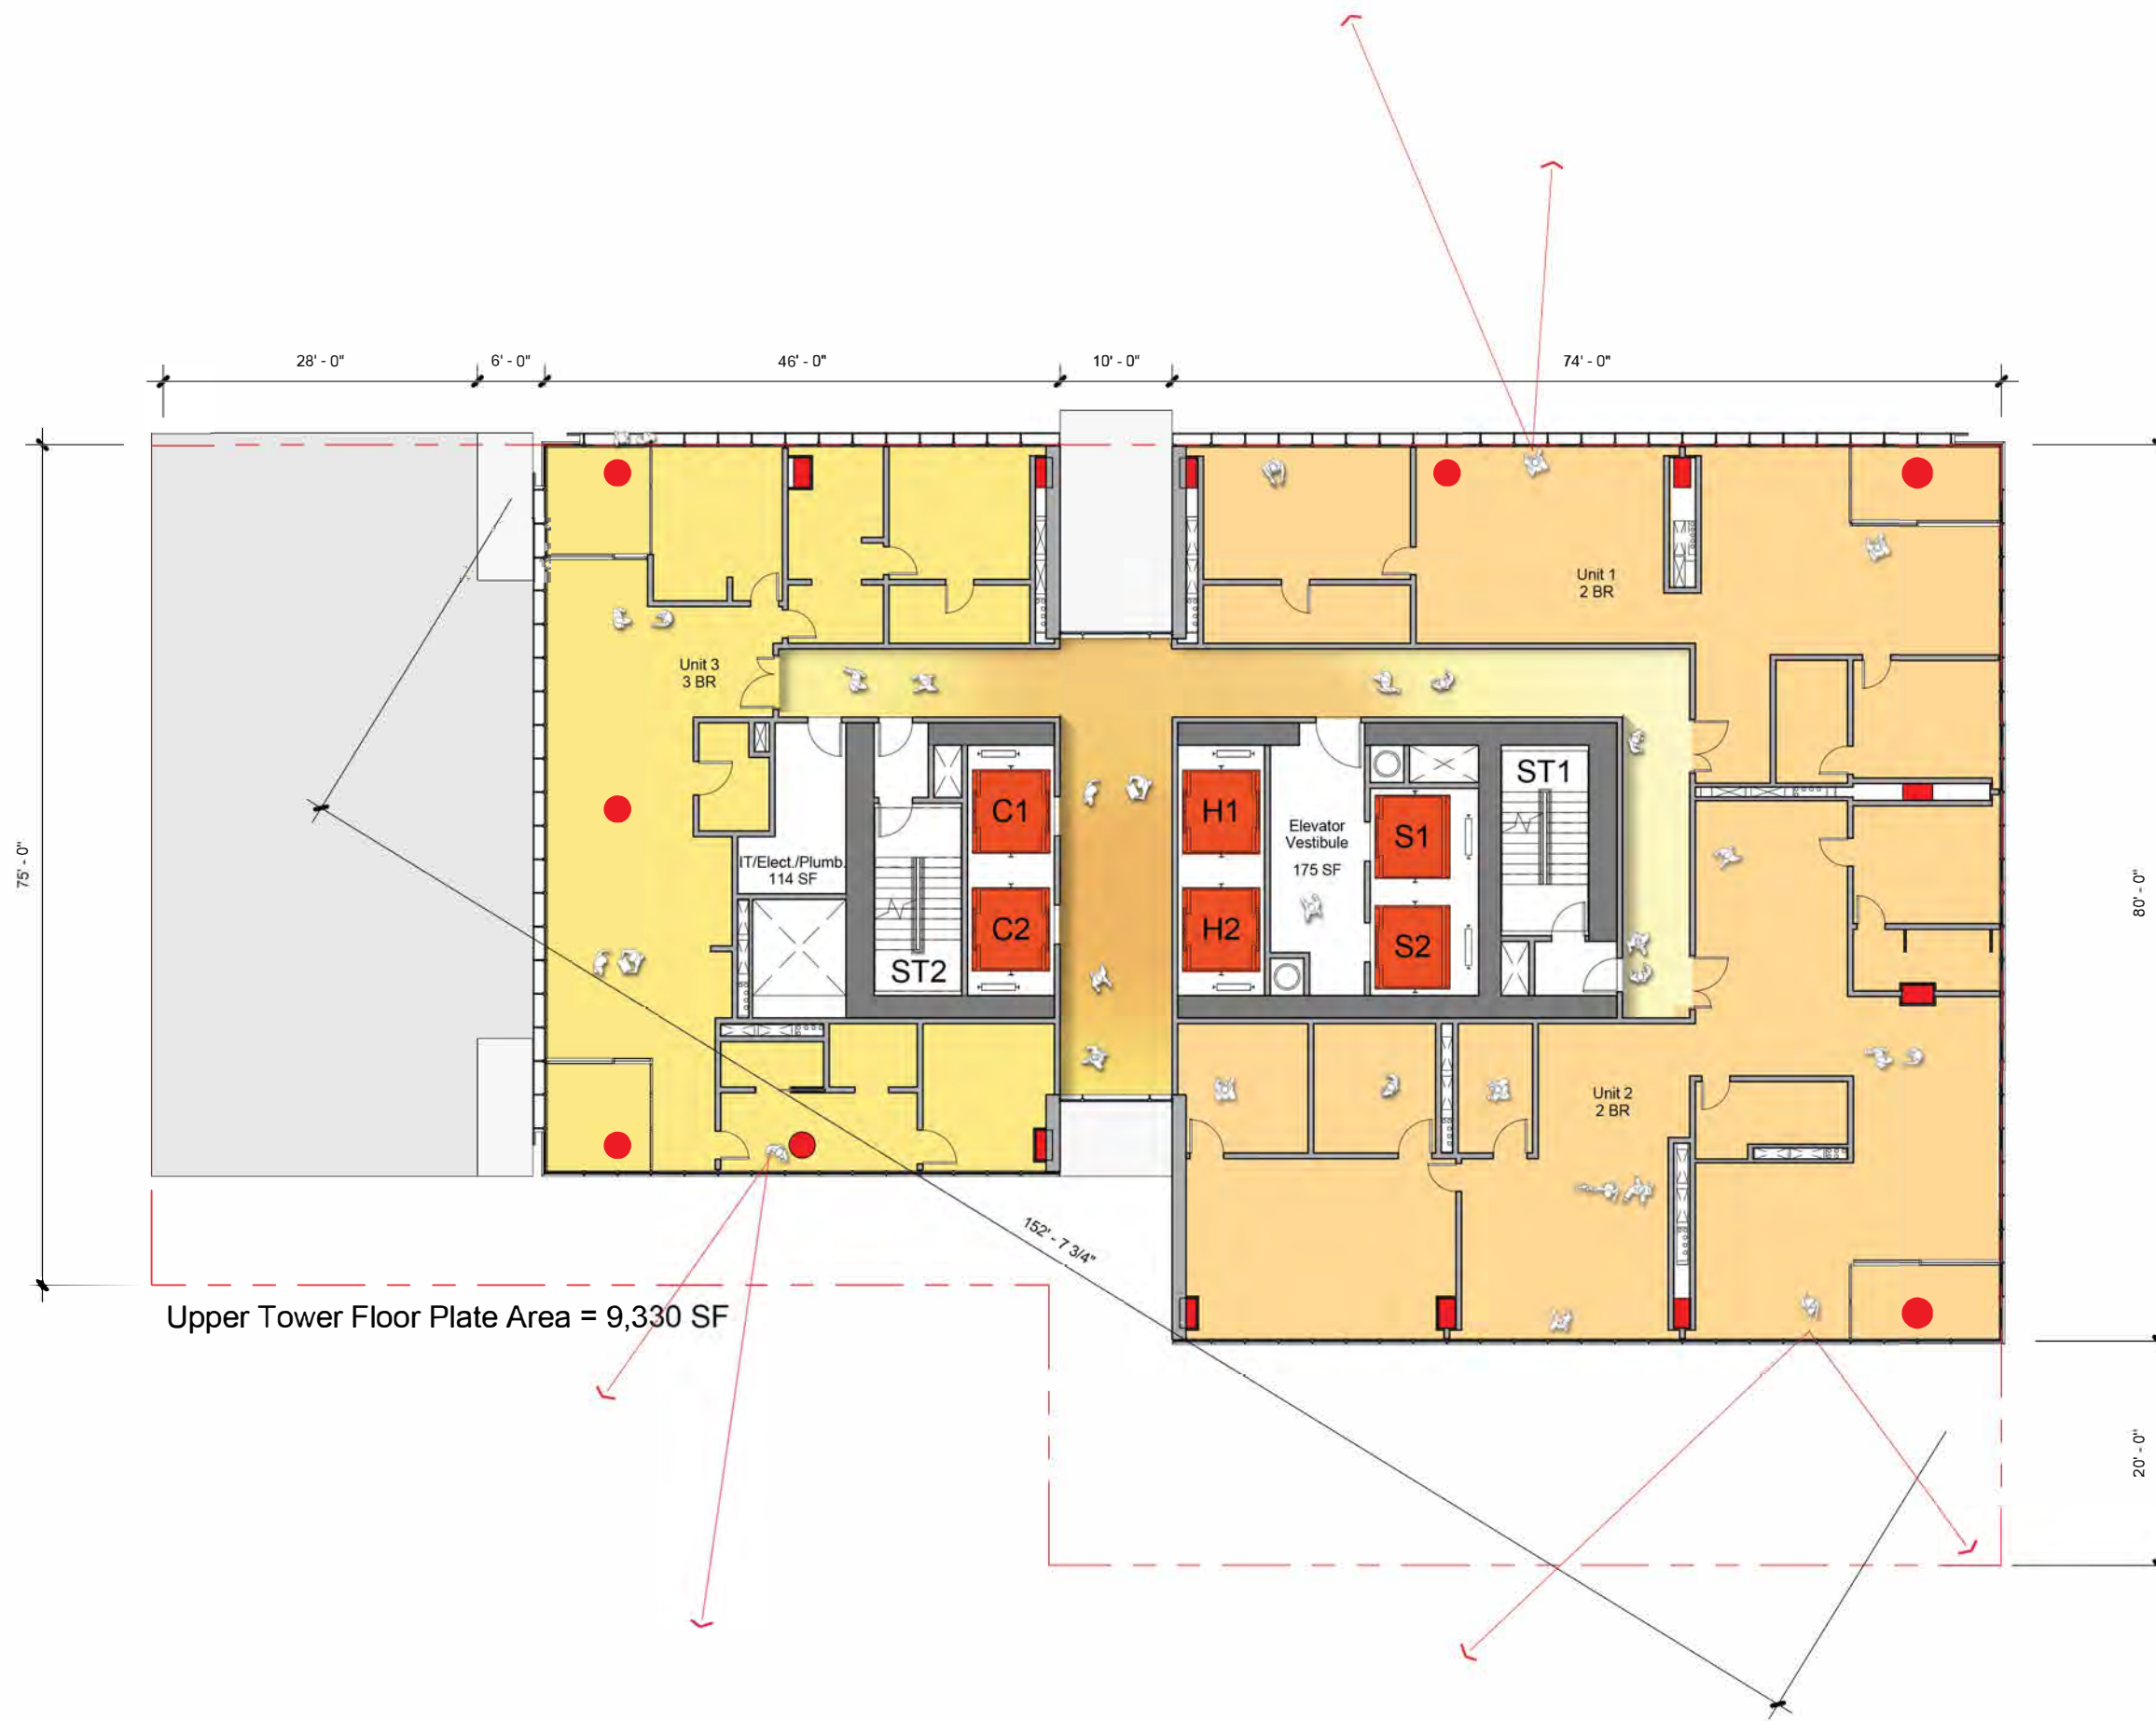 28' - 0"
6' - 0"
46' - 0"
10' - 0"
74' - 0"
Unit 1
2 BR
Unit 3
3 BR
C1
H1
S1
ST1
Elevator
Vestibule
175 SF
IT/Elect./Plumb.
114 SF
75' - 0"
80' - 0"
C2
H2
S2
ST2
Unit 2
2 BR
152' - 7 3/4"
Upper Tower Floor Plate Area = 9,330 SF
20' - 0"